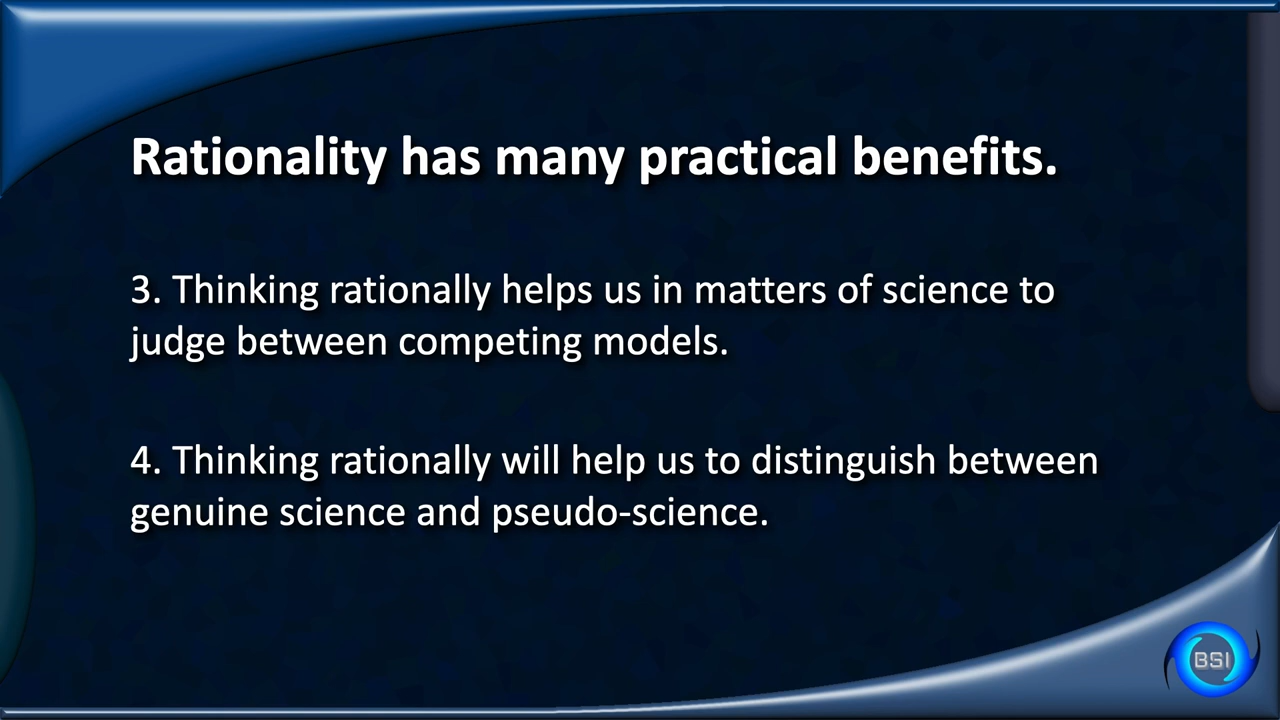 Rationality has many practical benefits.
3. Thinking rationally helps us in matters of science to
judge between competing models.
4. Thinking rationally will help us to distinguish between
genuine science and pseudo-science.
BSI